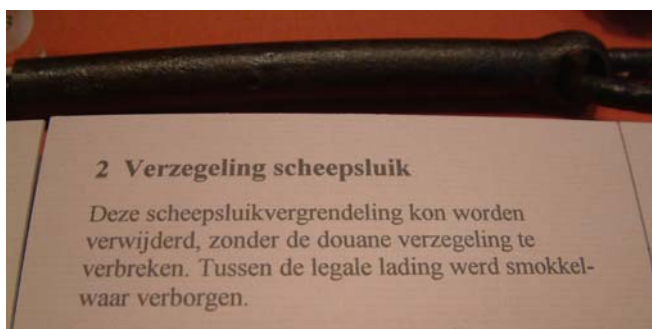 2 Verzegeling scheepsluik
Deze scheepsluikvergrendeling kon worden
verwijderd, zonder de douane verzegeling te
verbreken. Tussen de legale lading werd smokkel-
waar verborgen.